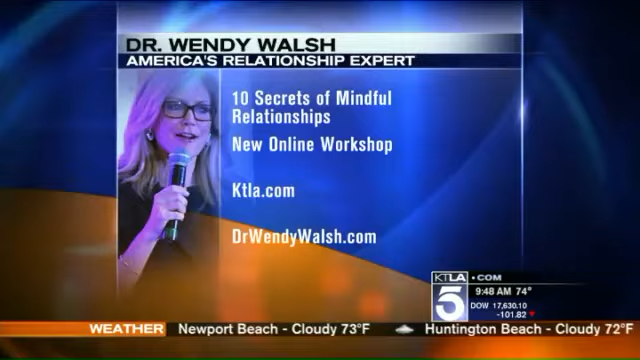 DR. WENDY WALSH
AMERICA'S RELATIONSHIP EXPERT
10 Secrets of Mindful
Relationships
New Online Workshop
Ktla.com
DrWendyWalsh.com
KTLA.COM
5
9:48 AM 74°
DOW 17,630.10
-101.82
WEATHER Newport Beach - Cloudy 73°F Huntington Beach - Cloudy 72°F